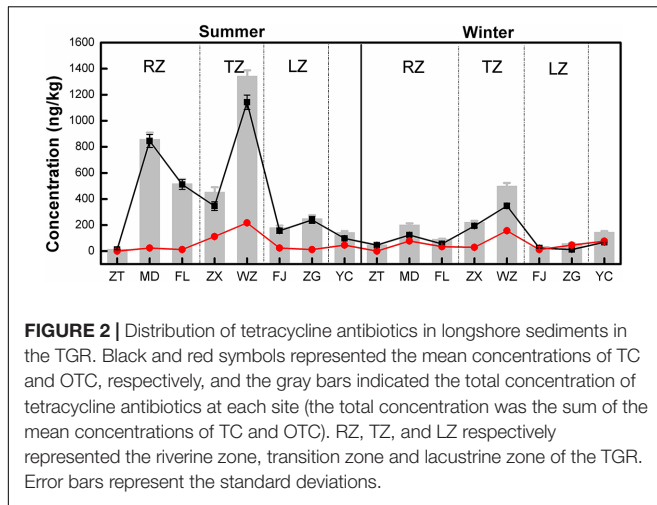 Summer Winter
1600
1400
1200
1000
800
600
400
200
0
Concentration (ng/kg)
RZ TZ LZ RZ TZ LZ
ZT MD FL ZX WZ FJ ZG YC ZT MD FL ZX WZ FJ ZG YC
FIGURE 2 | Distribution of tetracycline antibiotics in longshore sediments in
the TGR. Black and red symbols represented the mean concentrations of TC
and OTC, respectively, and the gray bars indicated the total concentration of
tetracycline antibiotics at each site (the total concentration was the sum of the
mean concentrations of TC and OTC). RZ, TZ, and LZ respectively
represented the riverine zone, transition zone and lacustrine zone of the TGR.
Error bars represent the standard deviations.